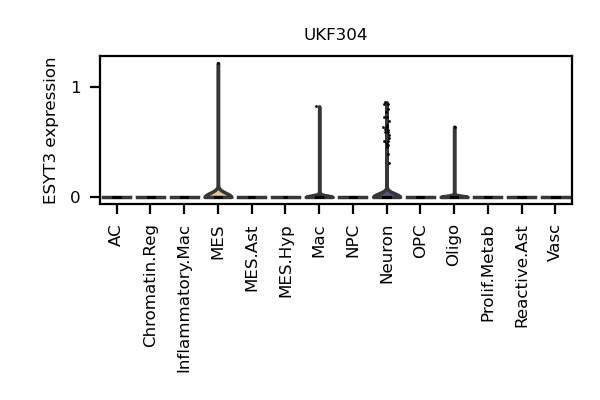 UKF304
ESYT3 expression
1
0
AC
Chromatin.Reg
Inflammatory.Mac
MES
MES.Ast
MES.Hyp
Mac
NPC
Neuron
OPC
Oligo
Prolif.Metab
Reactive.Ast
Vasc